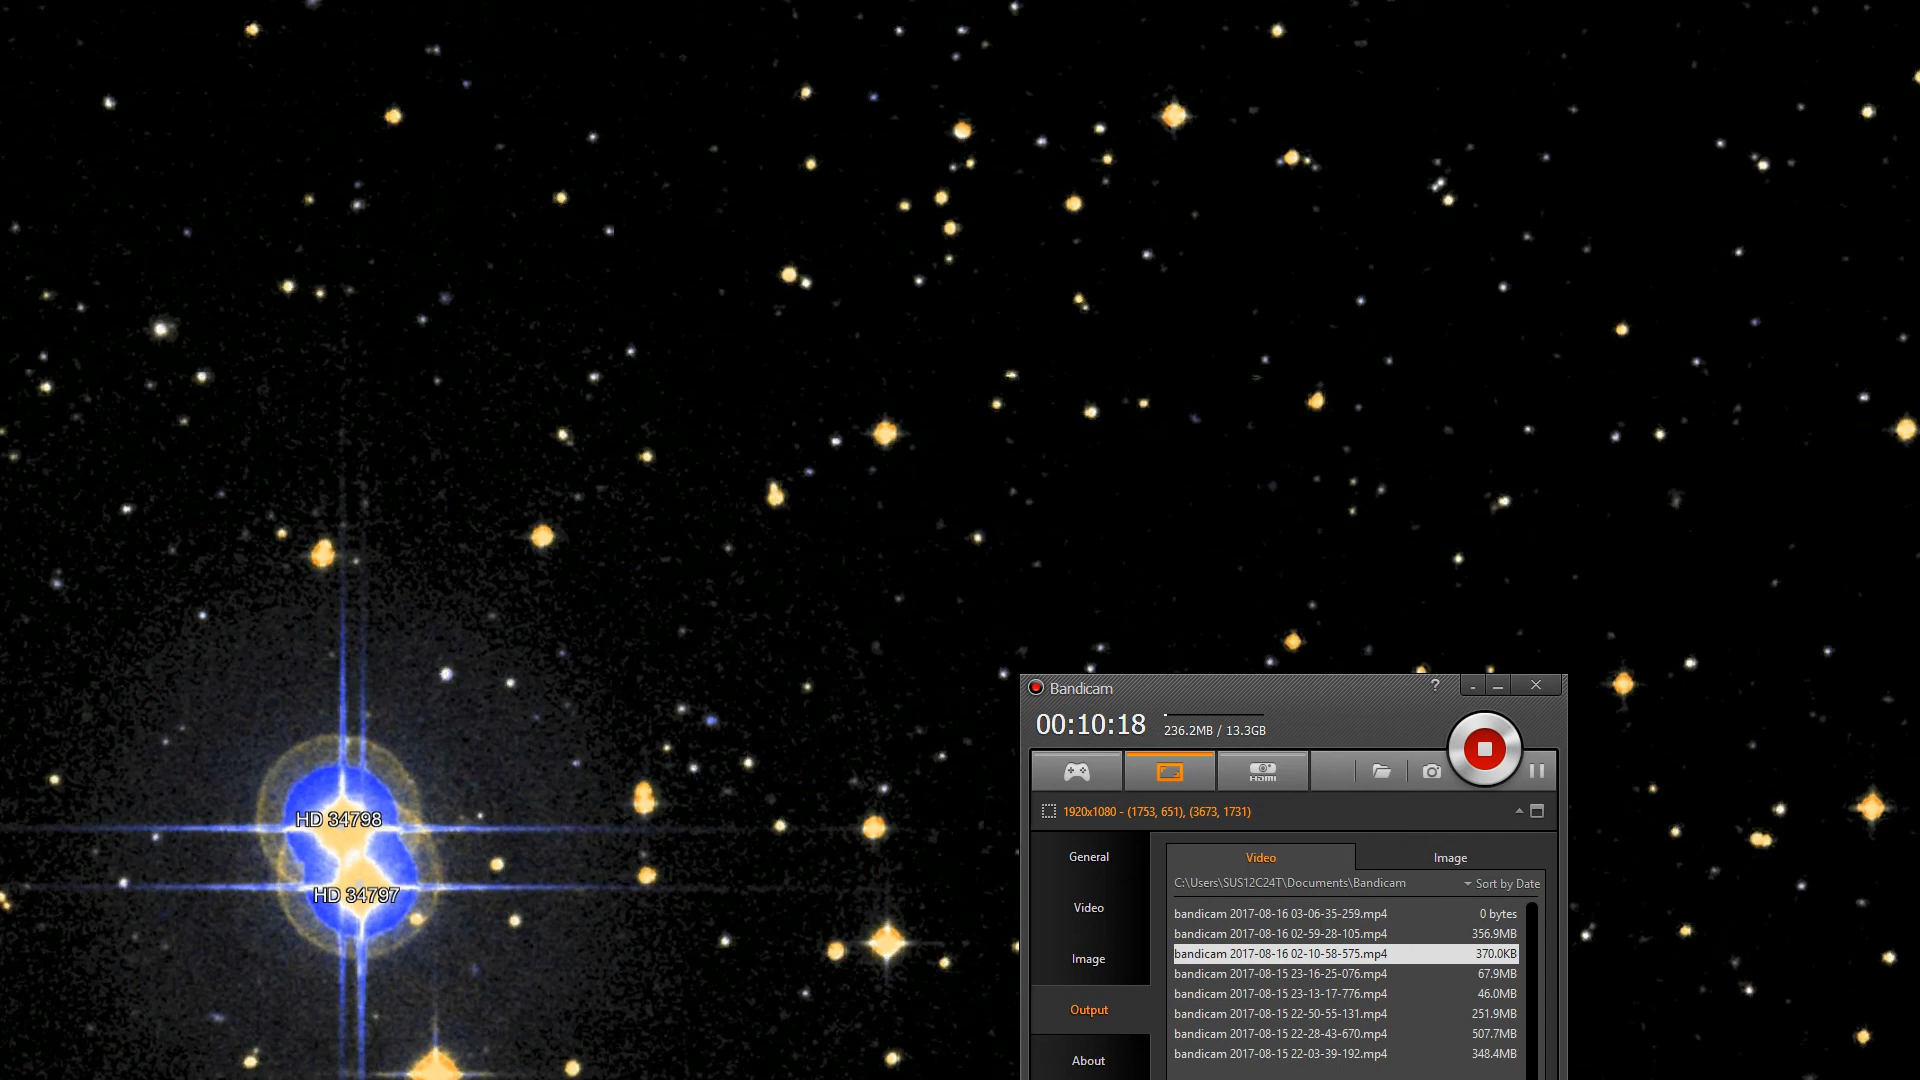 Bandicam
?
00:10:18
236.2MB / 13.3GB
HDMI
1920x1080 - (1753, 651), (3673, 1731)
HD 34798
HD 34797
General
Video
Image
Output
About
Video
Image
C:\Users\SUS12C24T\Documents\Bandicam
Sort by Date
bandicam 2017-08-16 03-06-35-259.mp4 0 bytes
bandicam 2017-08-16 02-59-28-105.mp4 356.9MB
bandicam 2017-08-16 02-10-58-575.mp4 370.0KB
bandicam 2017-08-15 23-16-25-076.mp4 67.9MB
bandicam 2017-08-15 23-13-17-776.mp4 46.0MB
bandicam 2017-08-15 22-50-55-131.mp4 251.9MB
bandicam 2017-08-15 22-28-43-670.mp4 507.7MB
bandicam 2017-08-15 22-03-39-192.mp4 348.4MB